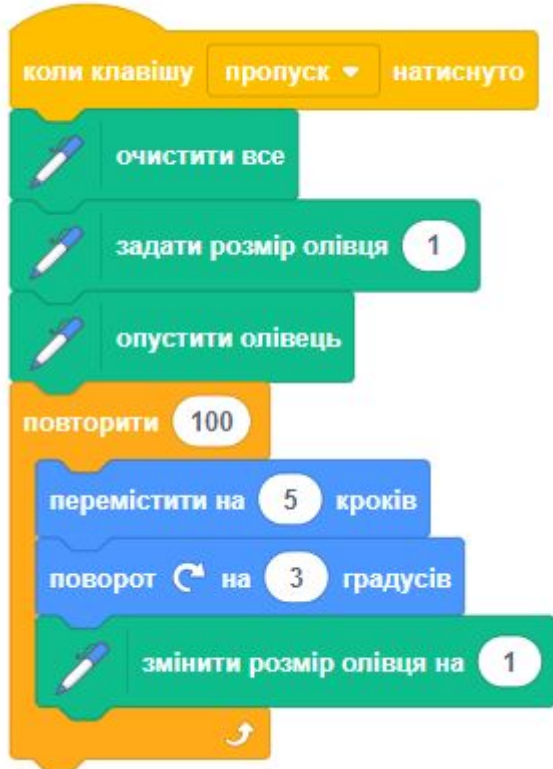 коли клавішу пропуск натиснуто
очистити все
задати розмір олівця 1
опустити олівець
повторити 100
перемістити на 5 кроків
поворот на 3 градусів
змінити розмір олівця на 1